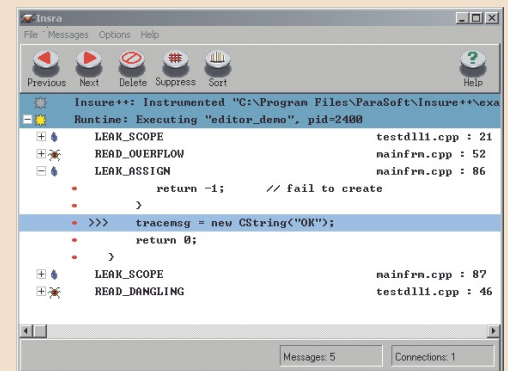 Insra
File Messages Options Help
Previous Next Delete Suppress Sort Help
Insure++: Instrumented "C:\Program Files\ParaSoft\Insure++\exa
Runtime: Executing "editor_demo", pid=2400
LEAK_SCOPE testdll1.cpp : 21
READ_OVERFLOW mainfrm.cpp : 52
LEAK_ASSIGN mainfrm.cpp : 86
return -1; // fail to create
}
>>> tracemsg = new CString("OK");
return 0;
}
LEAK_SCOPE mainfrm.cpp : 87
READ_DANGLING testdll1.cpp : 46
Messages: 5 Connections: 1